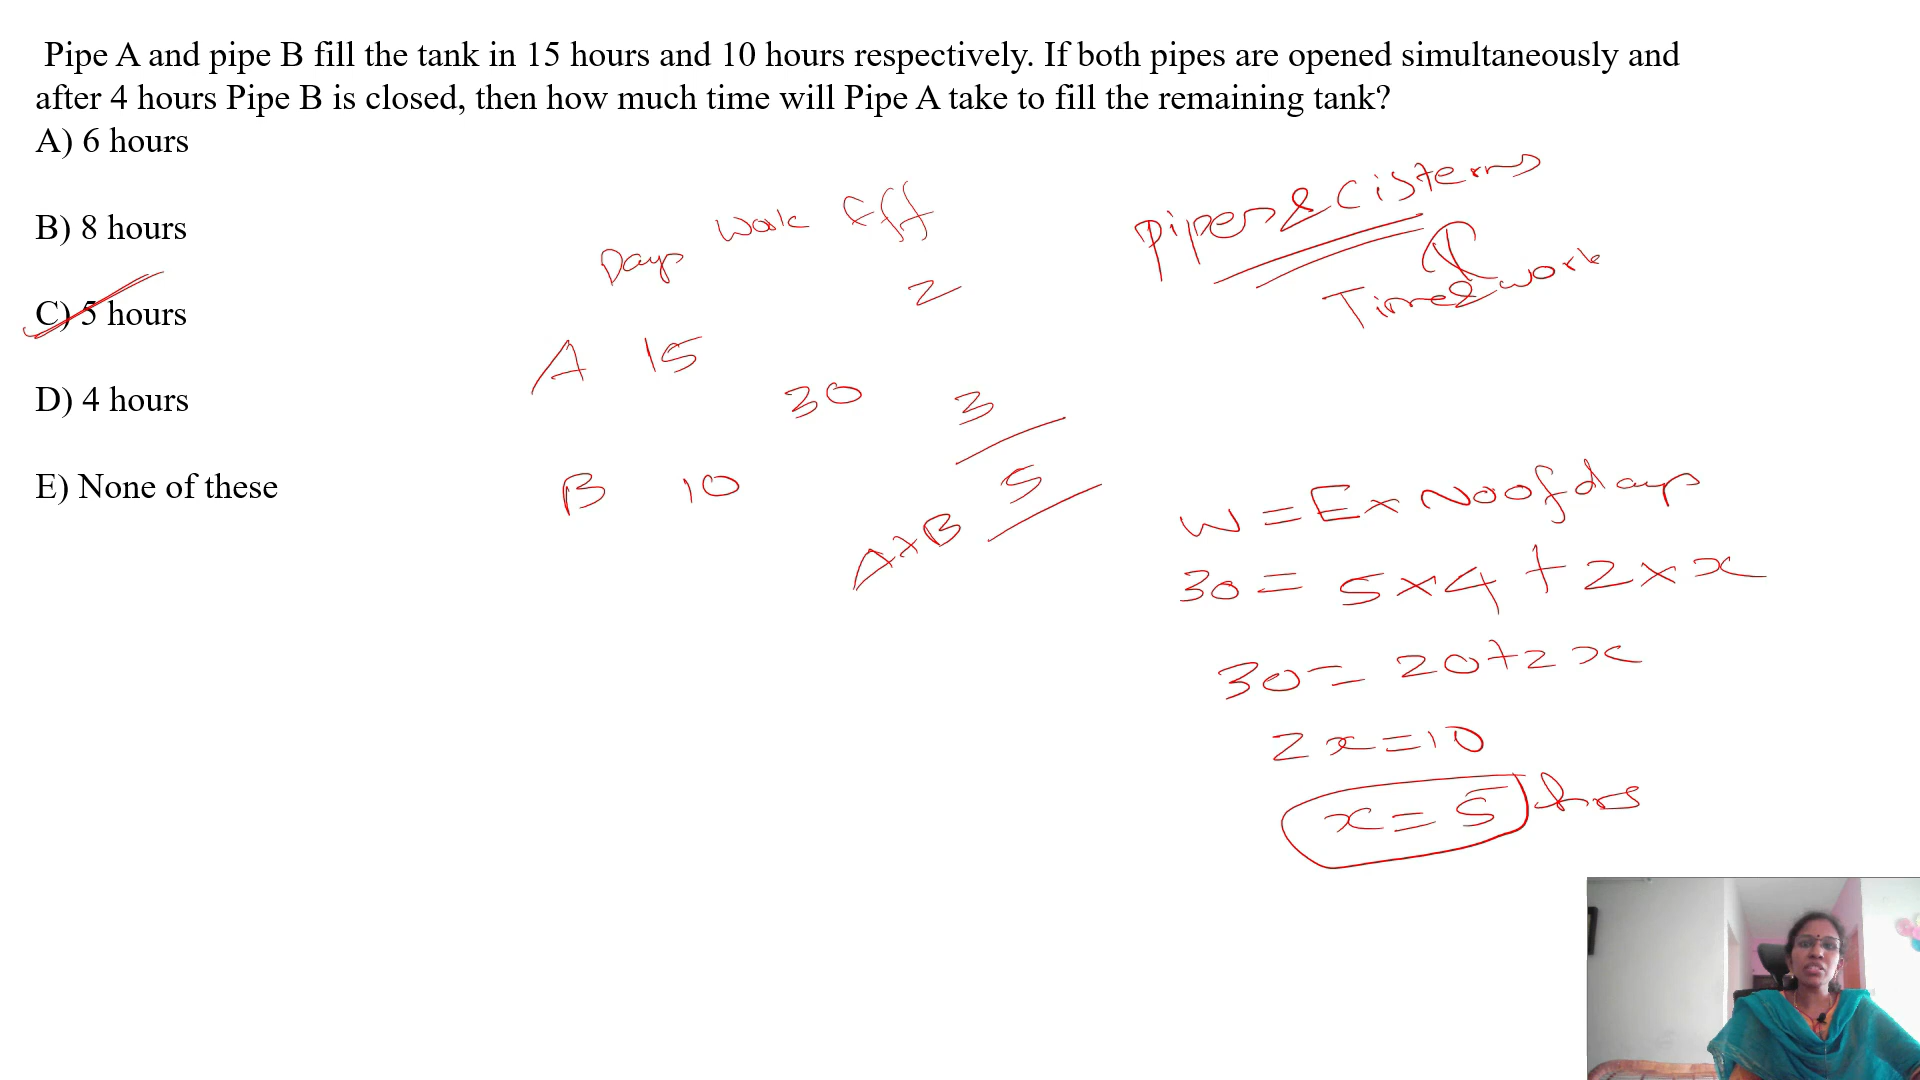 Pipe A and pipe B fill the tank in 15 hours and 10 hours respectively. If both pipes are opened simultaneously and
after 4 hours Pipe B is closed, then how much time will Pipe A take to fill the remaining tank?
A) 6 hours
B) 8 hours
C) 5 hours
D) 4 hours
E) None of these
Days Work Eff
A 15 2
30
B 10 3
A+B 5
Pipes & Cisterns
Time & work
W = E x No of days
30 = 5 x 4 + 2 x x
30 = 20 + 2x
2x = 10
x = 5 hrs